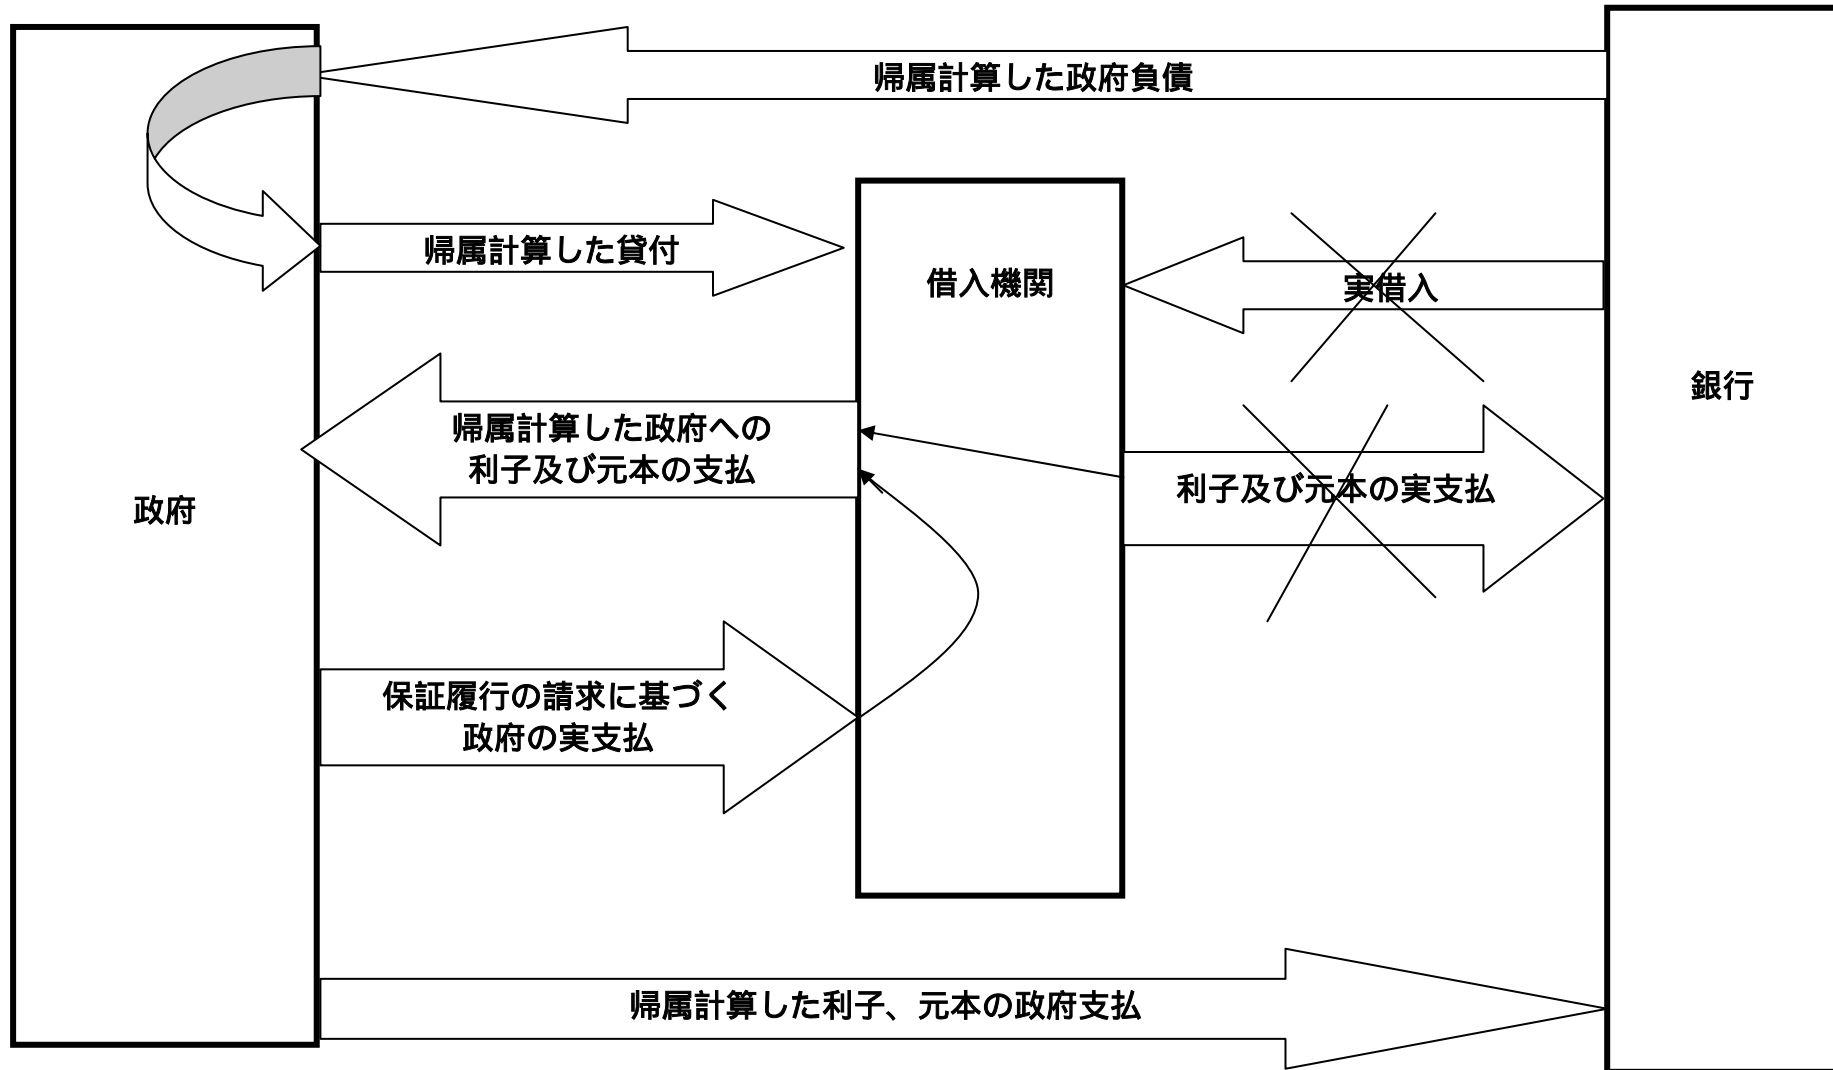 帰属計算した政府負債
帰属計算した貸付
借入機関
実借入
銀行
帰属計算した政府への
利子及び元本の支払
利子及び元本の実支払
政府
保証履行の請求に基づく
政府の実支払
帰属計算した利子、元本の政府支払